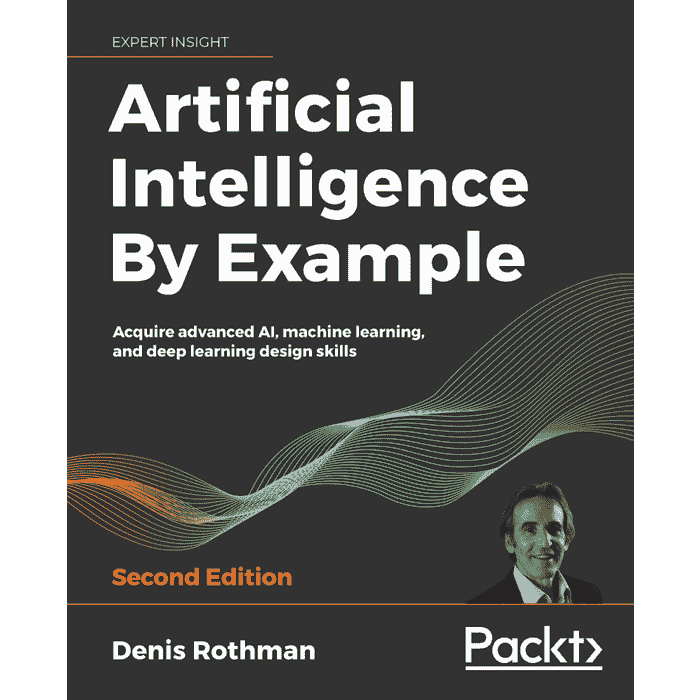 EXPERT INSIGHT
Artificial
Intelligence
By Example
Acquire advanced AI, machine learning,
and deep learning design skills
Second Edition
Denis Rothman
Packt